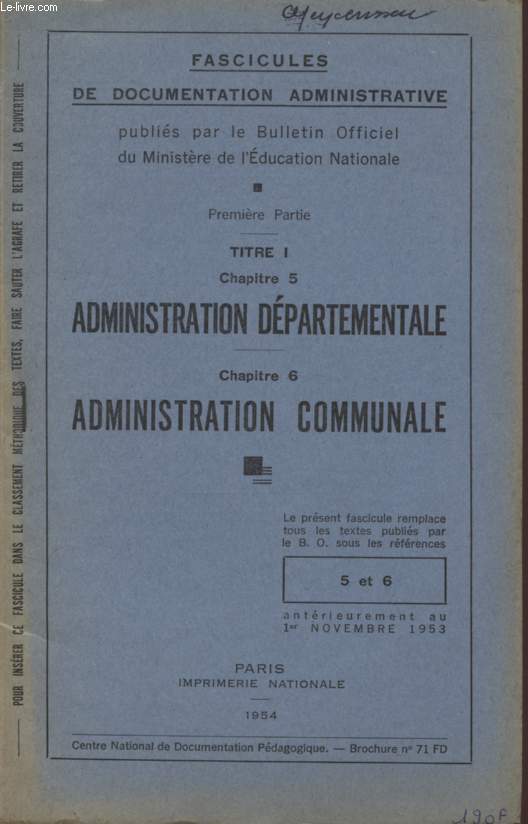 Le-livre.com
FASCICULES
DE DOCUMENTATION ADMINISTRATIVE
publiés par le Bulletin Officiel
du Ministère de l'Éducation Nationale
Première Partie
TITRE I
Chapitre 5
ADMINISTRATION DÉPARTEMENTALE
Chapitre 6
ADMINISTRATION COMMUNALE
Le présent fascicule remplace
tous les textes publiés par
le B. O. sous les références
5 et 6
antérieurement au
1er NOVEMBRE 1953
PARIS
IMPRIMERIE NATIONALE
1954
Centre National de Documentation Pédagogique. — Brochure no 71 FD
POUR INSÉRER CE FASCICULE DANS LE CLASSEMENT MÉTHODIQUE DES TEXTES, FAIRE SAUTER L'AGRAFE ET RETIRER LA COUVERTURE